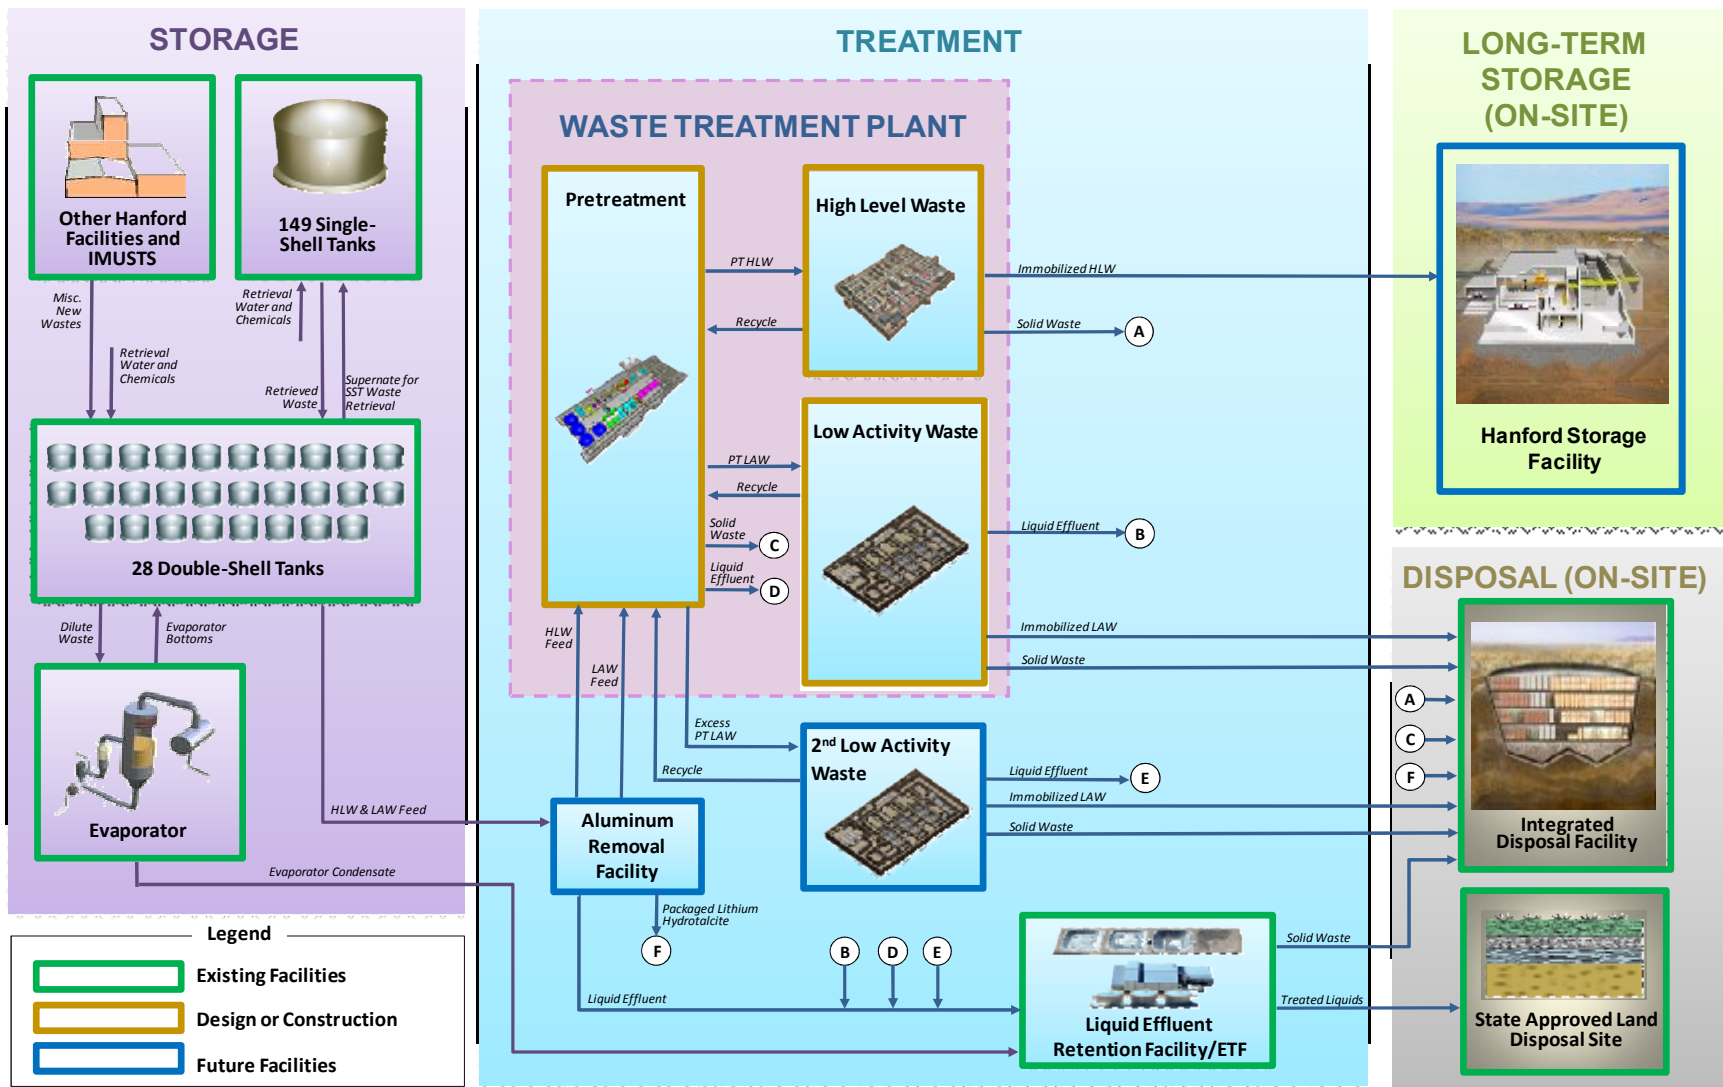 STORAGE
Other Hanford
Facilities and
IMUSTS
149 Single-
Shell Tanks
Misc.
New
Wastes
Retrieval
Water and
Chemicals
Retrieval
Water and
Chemicals
Retrieved
Waste
Supernate for
SST Waste
Retrieval
28 Double-Shell Tanks
Dilute
Waste
Evaporator
Bottoms
Evaporator
HLW & LAW Feed
Evaporator Condensate
Legend
Existing Facilities
Design or Construction
Future Facilities
TREATMENT
WASTE TREATMENT PLANT
Pretreatment
High Level Waste
PT HLW
Recycle
Immobilized HLW
Solid Waste
A
Low Activity Waste
PT LAW
Recycle
Solid
Waste
C
Liquid
Effluent
D
Liquid Effluent
B
Immobilized LAW
Solid Waste
HLW
Feed
LAW
Feed
Excess
PT LAW
Recycle
2nd Low Activity
Waste
Liquid Effluent
E
Immobilized LAW
Solid Waste
Aluminum
Removal
Facility
Packaged Lithium
Hydrotalcite
F
B
D
E
Liquid Effluent
Liquid Effluent
Retention Facility/ETF
Solid Waste
Treated Liquids
LONG-TERM
STORAGE
(ON-SITE)
Hanford Storage
Facility
DISPOSAL (ON-SITE)
A
C
F
Integrated
Disposal Facility
State Approved Land
Disposal Site